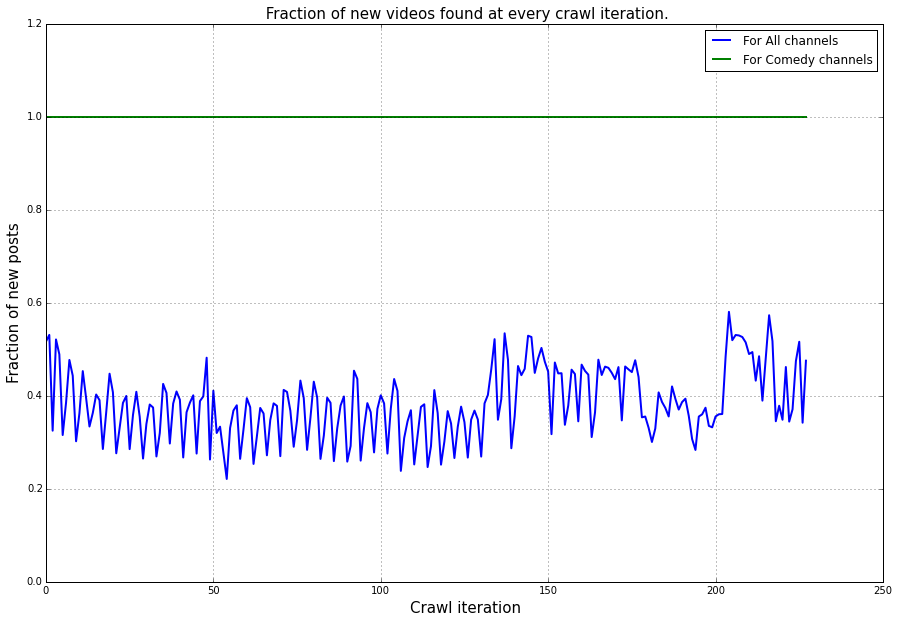 Fraction of new videos found at every crawl iteration.
For All channels
For Comedy channels
Fraction of new posts
1.2
1.0
0.8
0.6
0.4
0.2
0.0
0 50 100 150 200 250
Crawl iteration